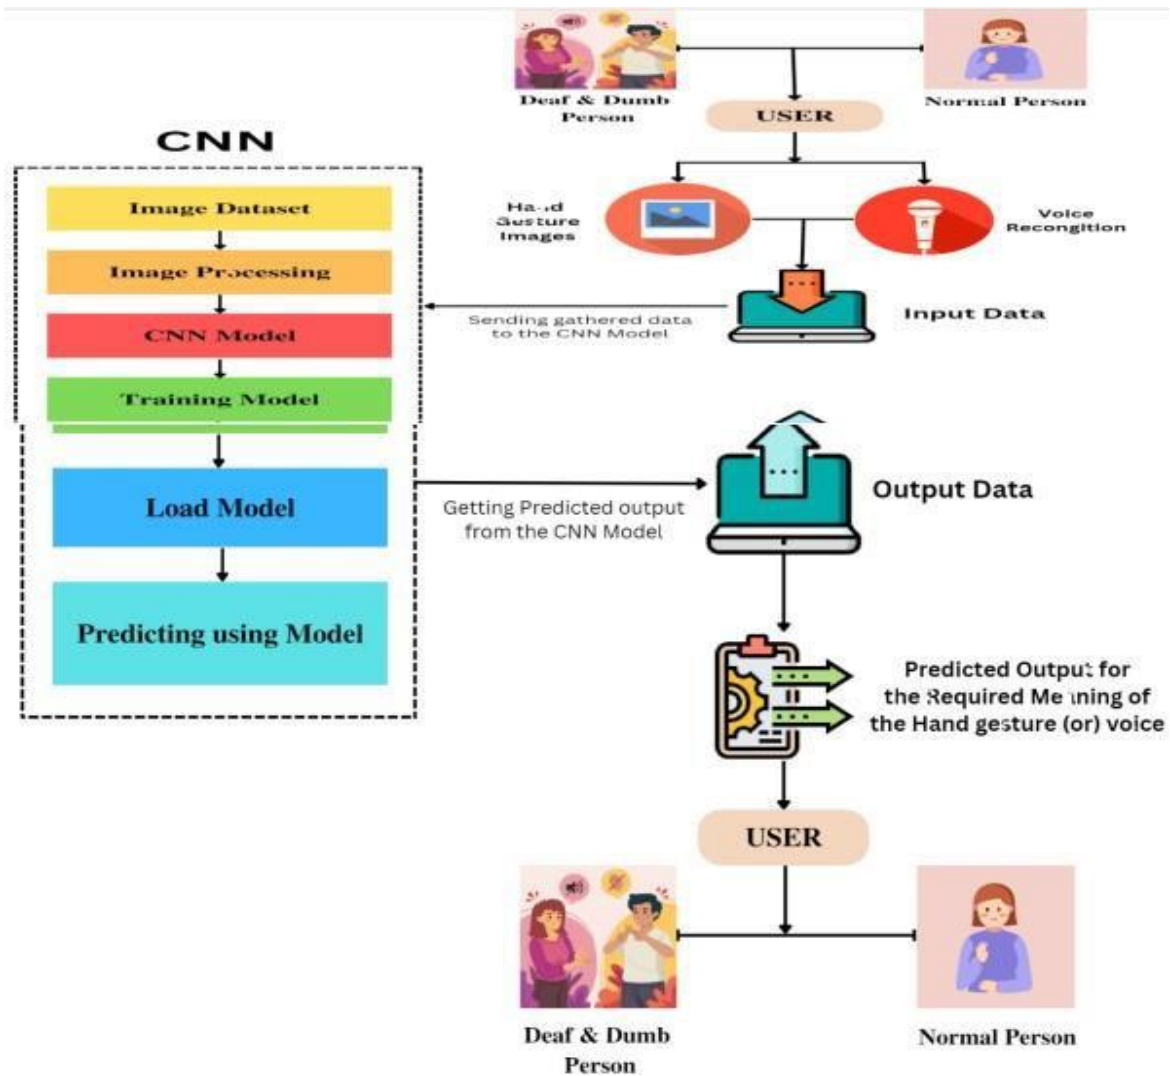 Deaf & Dumb
Person
Normal Person
USER
Hand
Gesture
Images
Voice
Recongition
Input Data
Sending gathered data
to the CNN Model
CNN
Image Dataset
Image Processing
CNN Model
Training Model
Load Model
Predicting using Model
Getting Predicted output
from the CNN Model
Output Data
Predicted Output for
the Required Meaning of
the Hand gesture (or) voice
USER
Deaf & Dumb
Person
Normal Person